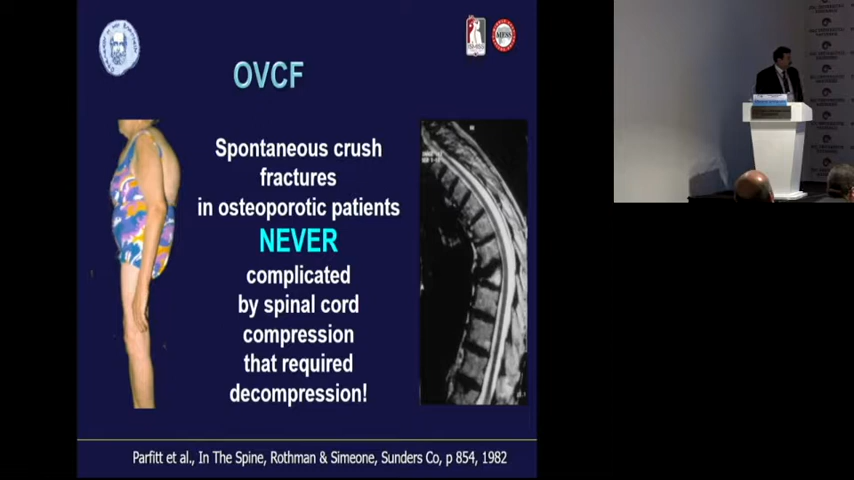 OVCF
Spontaneous crush
fractures
in osteoporotic patients
NEVER
complicated
by spinal cord
compression
that required
decompression!
Parfitt et al., In The Spine, Rothman & Simeone, Sunders Co, p 854, 1982